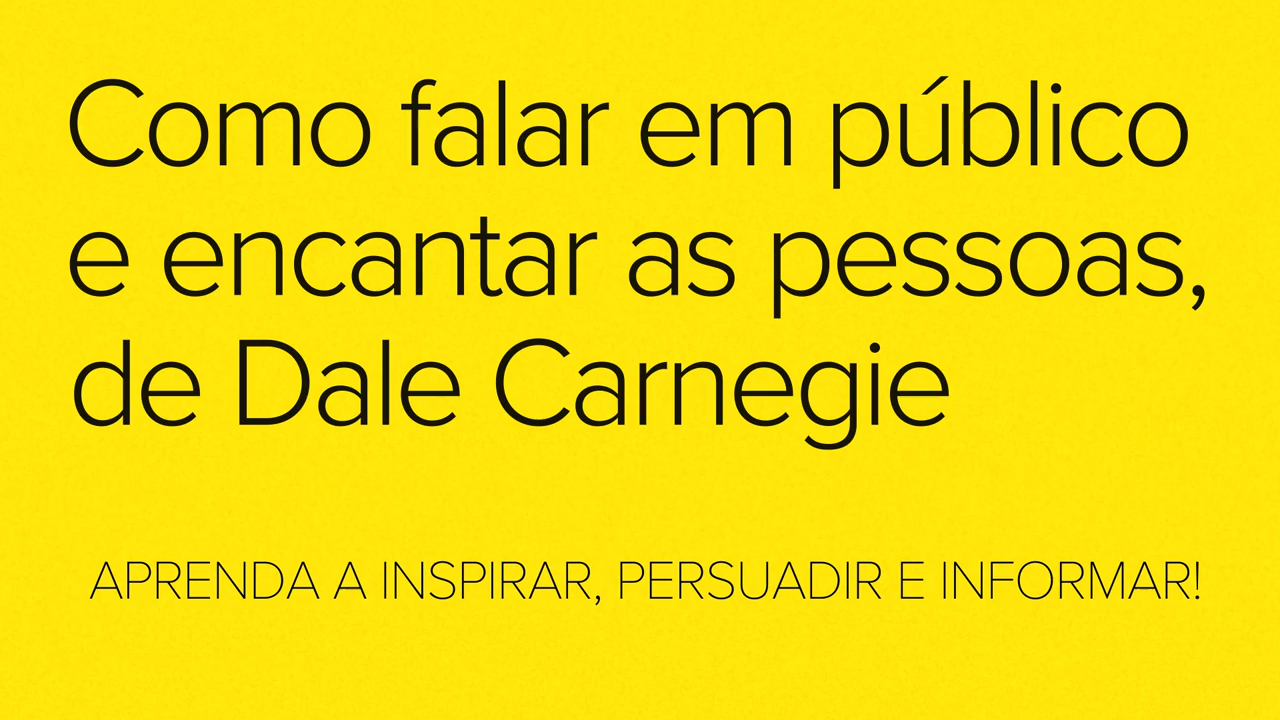 Como falar em público
e encantar as pessoas,
de Dale Carnegie
APRENDA A INSPIRAR, PERSUADIR E INFORMAR!